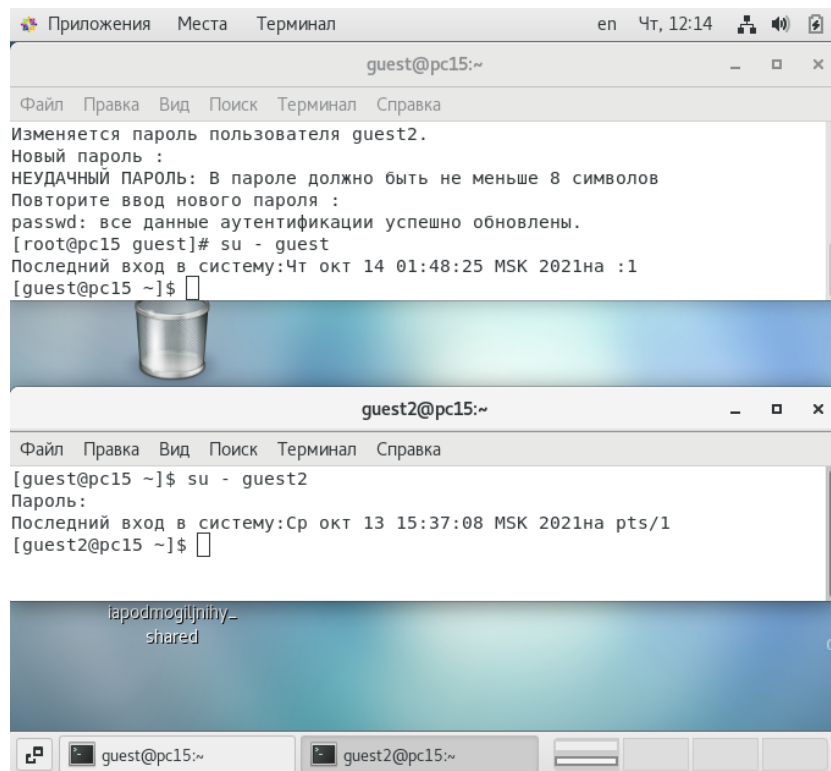 Приложения Места Терминал en Чт, 12:14
guest@pc15:~
Файл Правка Вид Поиск Терминал Справка
Изменяется пароль пользователя guest2.
Новый пароль :
НЕУДАЧНЫЙ ПАРОЛЬ: В пароле должно быть не меньше 8 символов
Повторите ввод нового пароля :
passwd: все данные аутентификации успешно обновлены.
[root@pc15 guest]# su - guest
Последний вход в систему:Чт окт 14 01:48:25 MSK 2021на :1
[guest@pc15 ~]$
guest2@pc15:~
Файл Правка Вид Поиск Терминал Справка
[guest@pc15 ~]$ su - guest2
Пароль:
Последний вход в систему:Ср окт 13 15:37:08 MSK 2021на pts/1
[guest2@pc15 ~]$
iapodmogiljnihy_
shared
guest@pc15:~ guest2@pc15:~